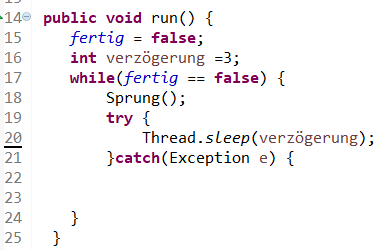 14 public void run() {
15 fertig = false;
16 int verzögerung =3;
17 while(fertig == false) {
18 Sprung();
19 try {
20 Thread.sleep(verzögerung);
21 }catch(Exception e) {
22
23
24 }
25 }